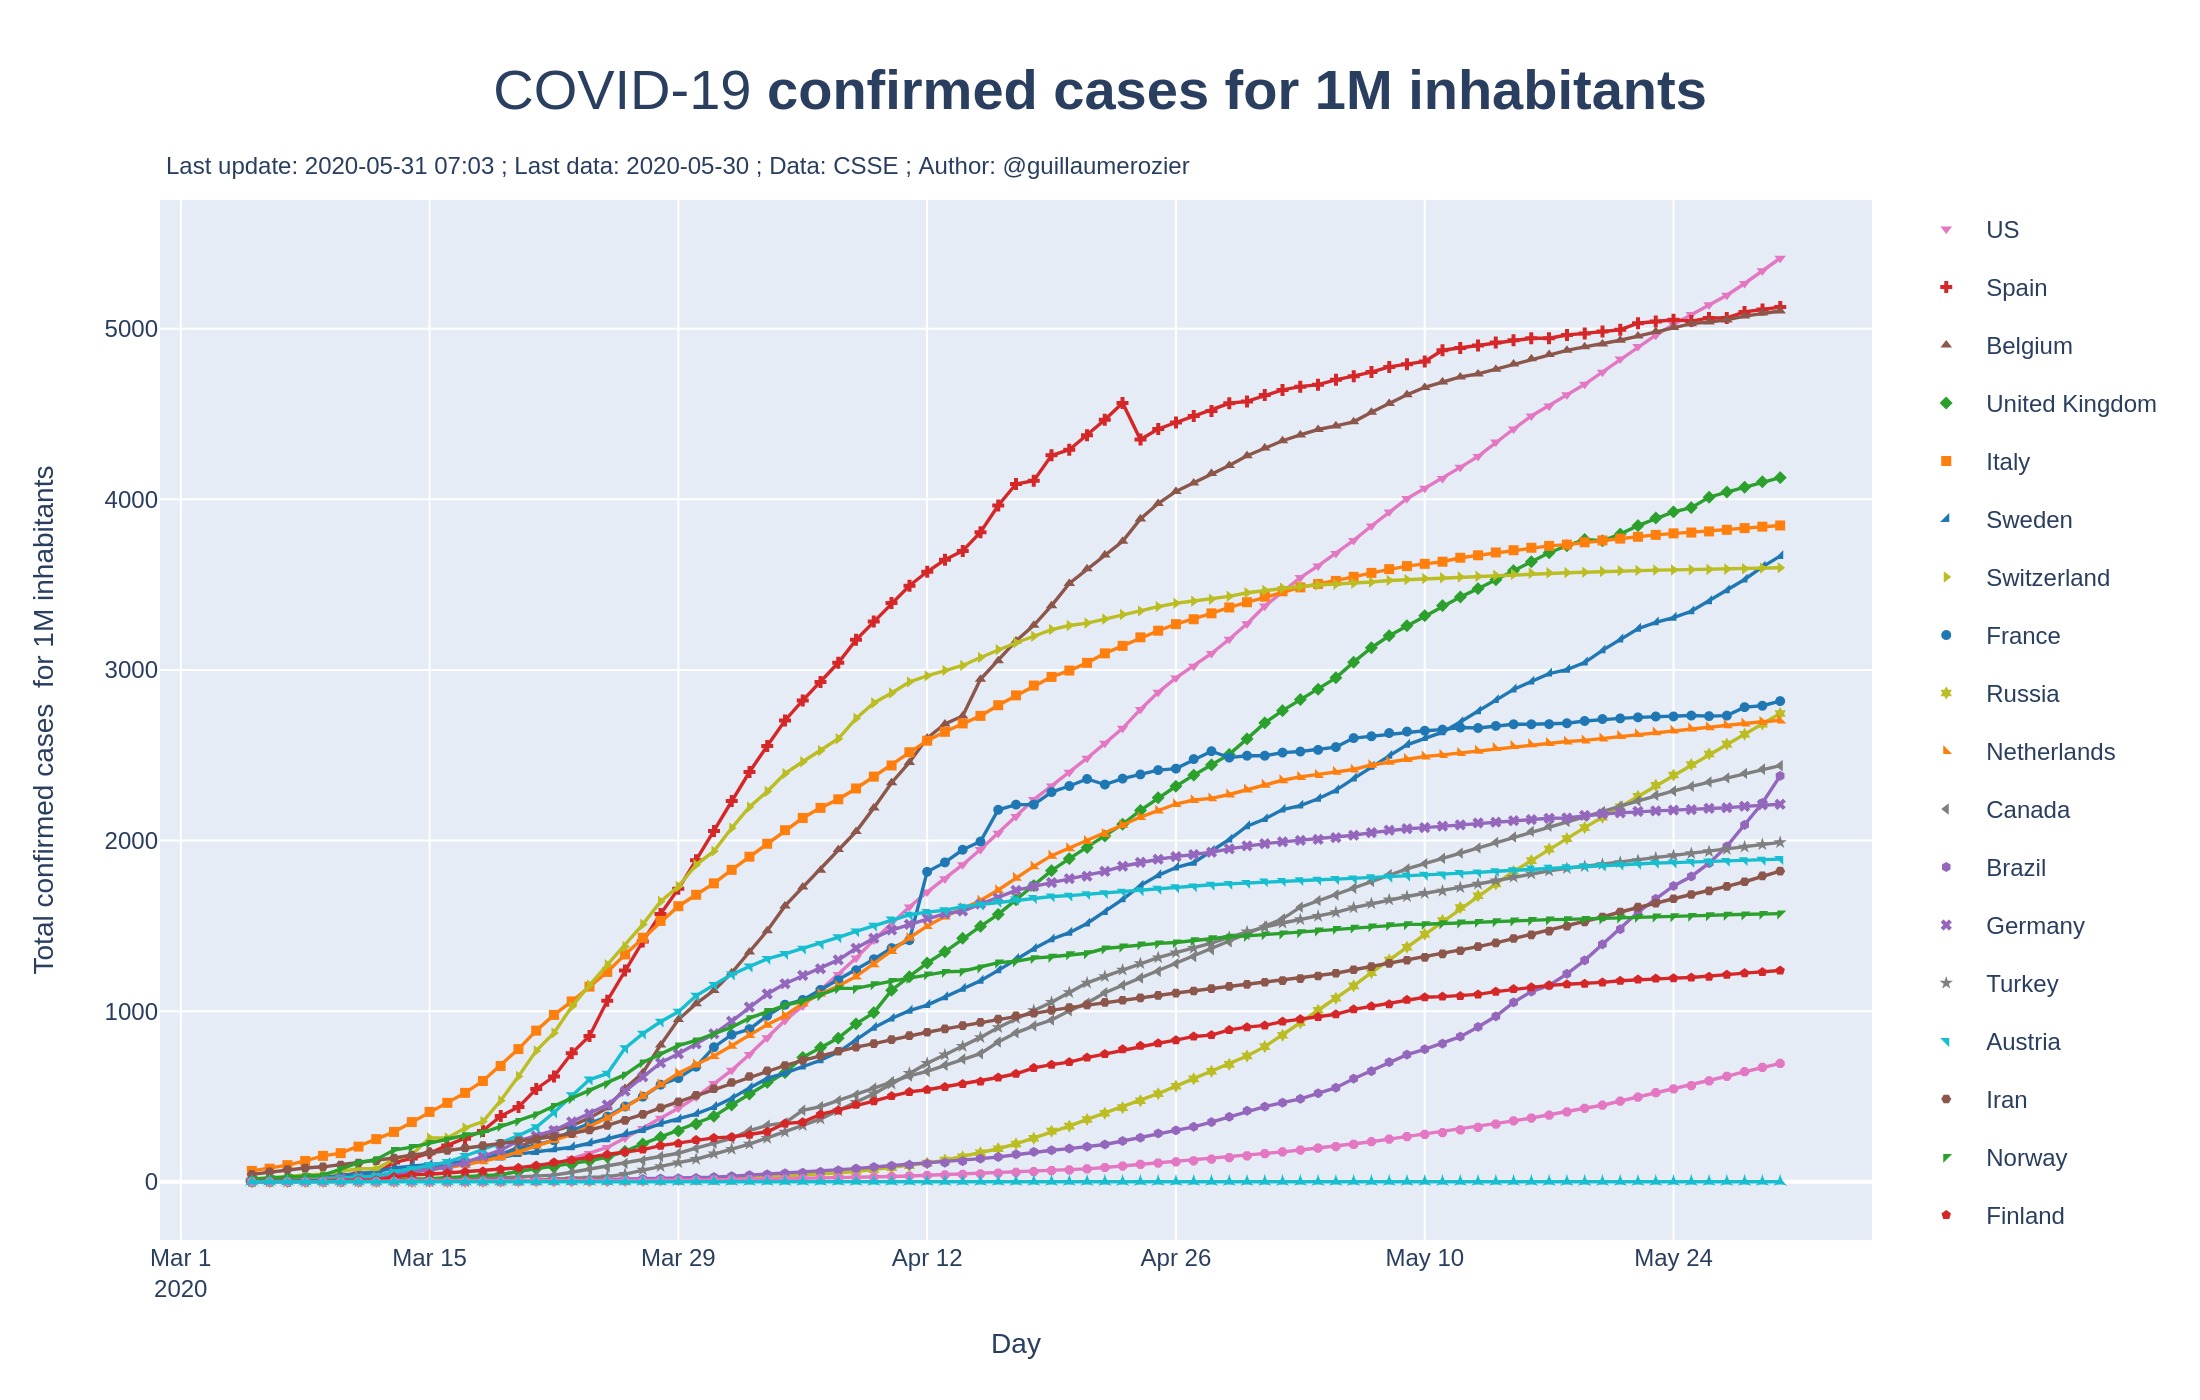 COVID-19 confirmed cases for 1M inhabitants
Last update: 2020-05-31 07:03 ; Last data: 2020-05-30 ; Data: CSSE ; Author: @guillaumerozier
Total confirmed cases for 1M inhabitants
5000
4000
3000
2000
1000
0
Mar 1
2020
Mar 15
Mar 29
Apr 12
Apr 26
May 10
May 24
Day
US
Spain
Belgium
United Kingdom
Italy
Sweden
Switzerland
France
Russia
Netherlands
Canada
Brazil
Germany
Turkey
Austria
Iran
Norway
Finland